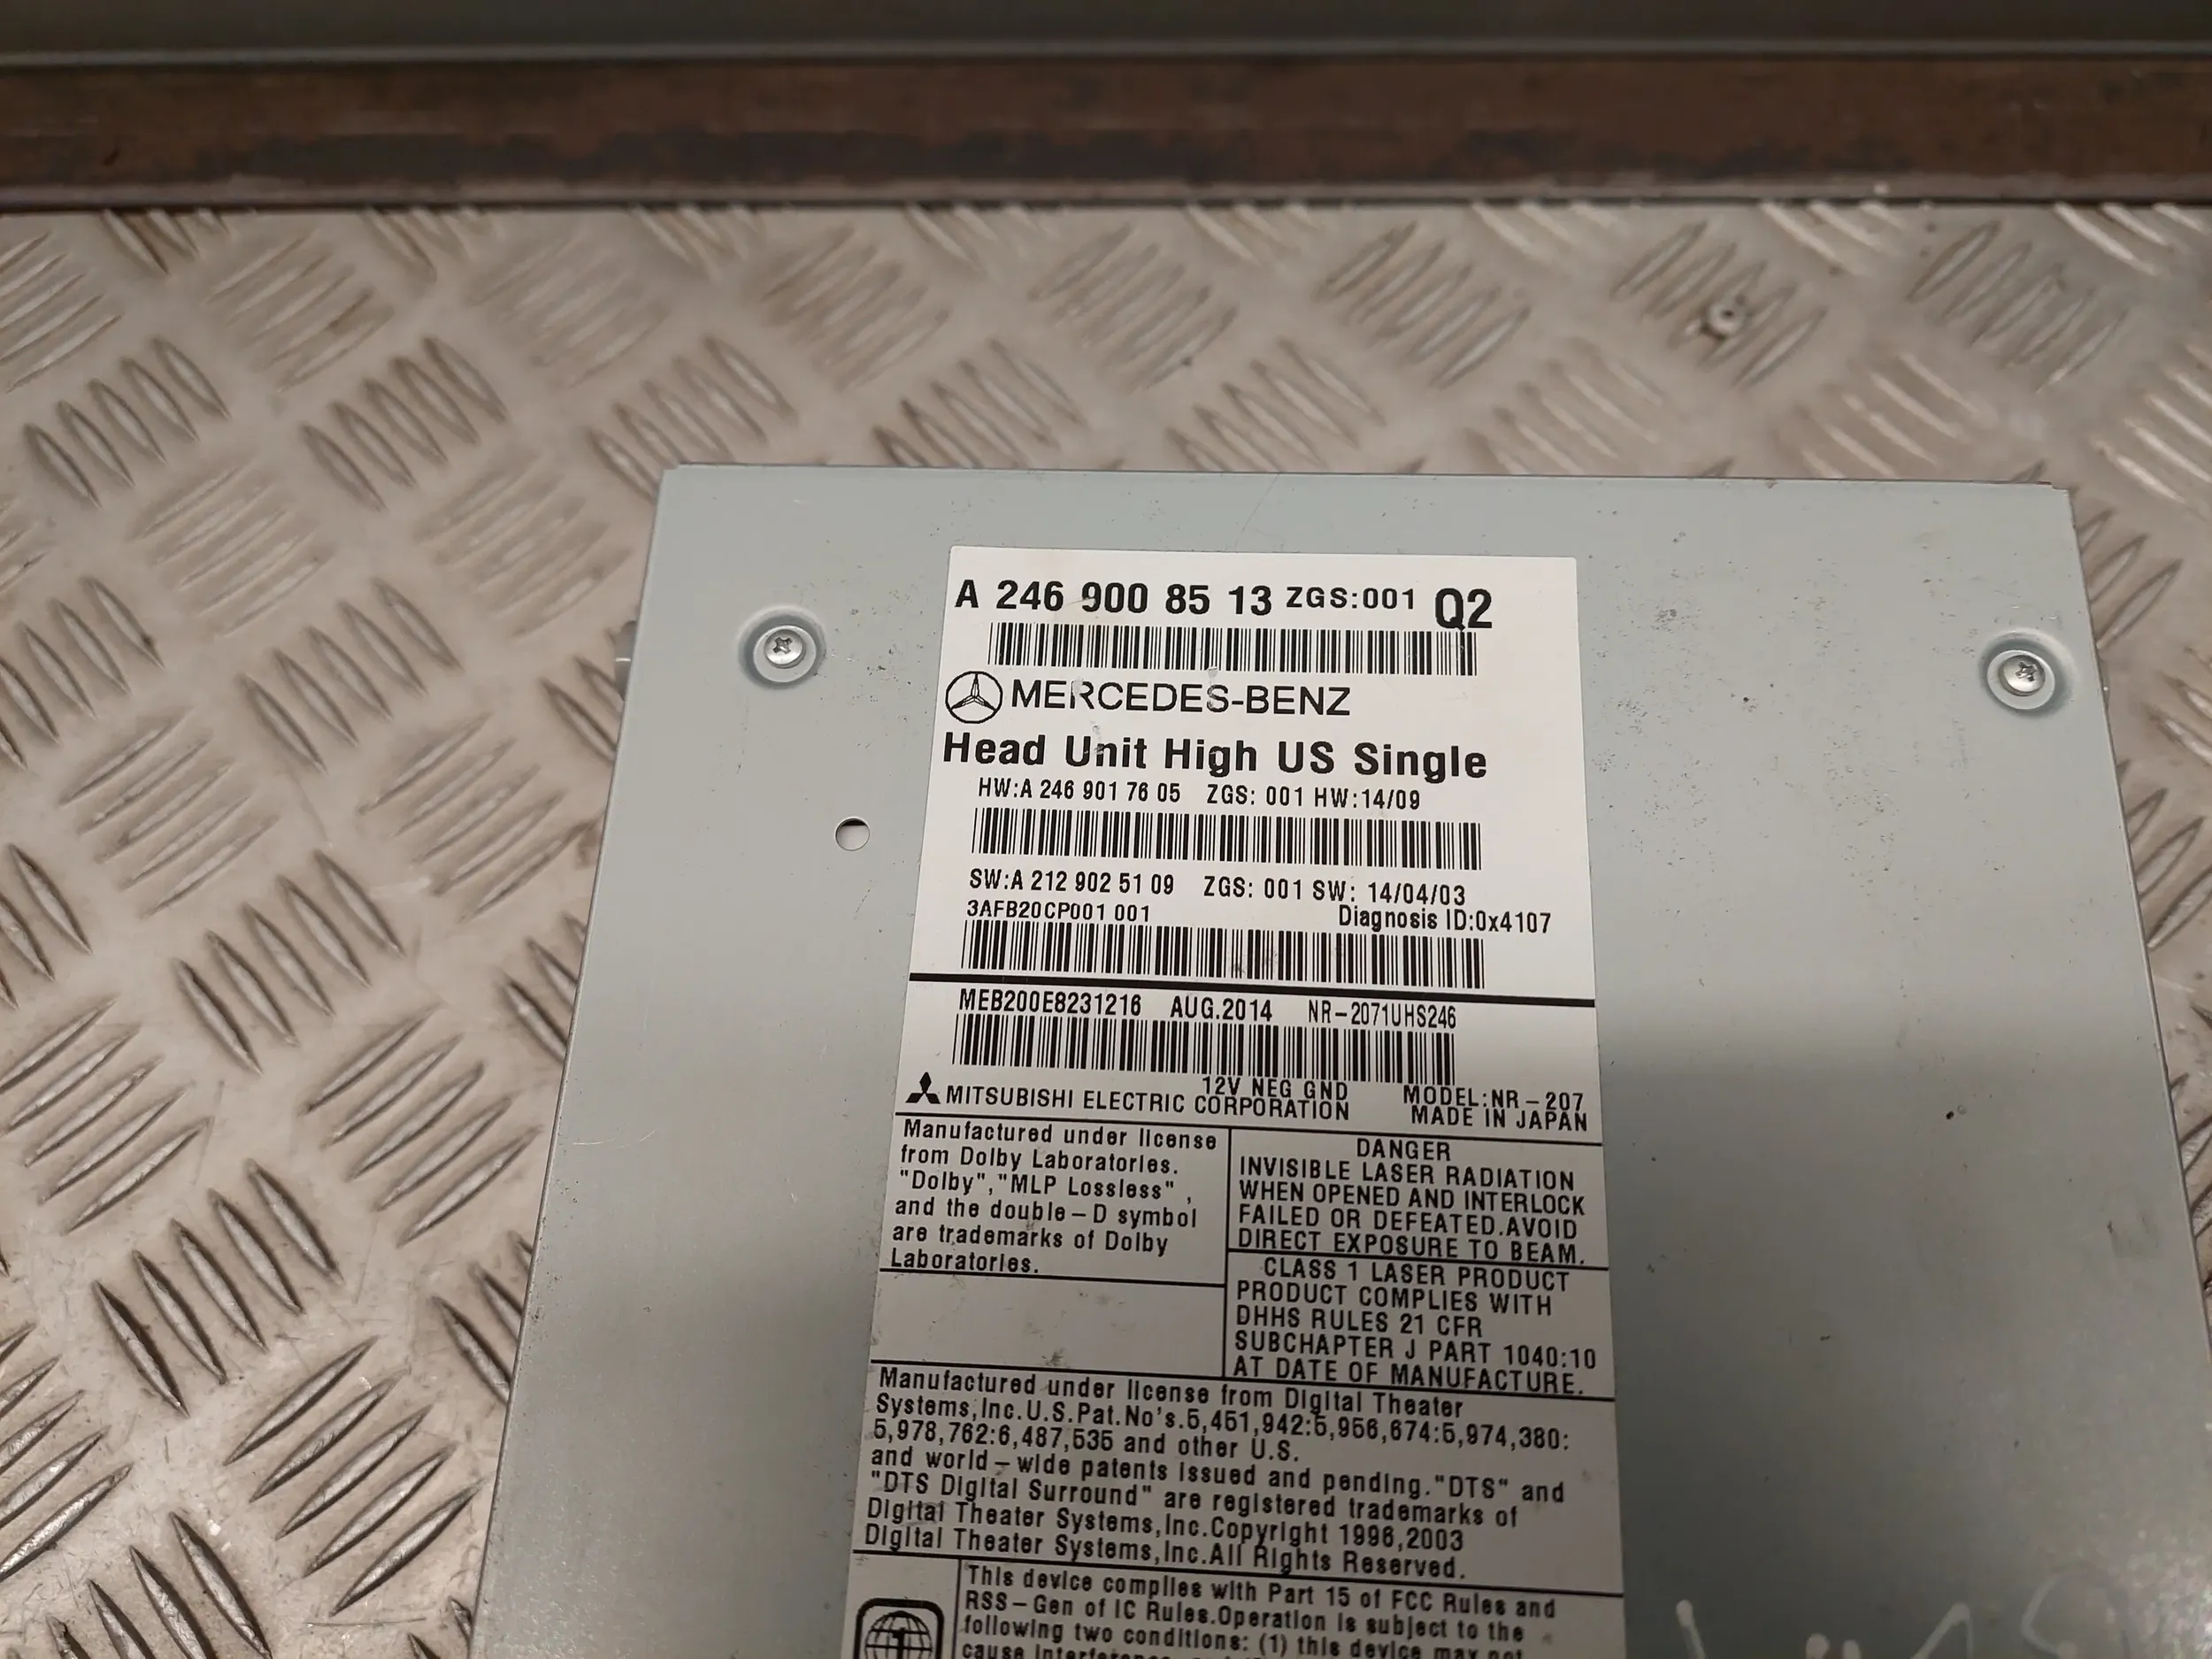 A 246 900 85 13 ZGS:001 Q2
MERCEDES-BENZ
Head Unit High US Single
HW:A 246 901 76 05 ZGS: 001 HW:14/09
SW:A 212 902 51 09 ZGS: 001 SW: 14/04/03
3AFB20CP001 001 Diagnosis ID:0x4107
MEB200E8231216 AUG.2014 NR-2071UHS246
12V NEG GND MODEL:NR-207
MITSUBISHI ELECTRIC CORPORATION MADE IN JAPAN
Manufactured under license
from Dolby Laboratories.
"Dolby","MLP Lossless",
and the double-D symbol
are trademarks of Dolby
Laboratories.
DANGER
INVISIBLE LASER RADIATION
WHEN OPENED AND INTERLOCK
FAILED OR DEFEATED.AVOID
DIRECT EXPOSURE TO BEAM.
CLASS 1 LASER PRODUCT
PRODUCT COMPLIES WITH
DHHS RULES 21 CFR
SUBCHAPTER J PART 1040:10
AT DATE OF MANUFACTURE.
Manufactured under license from Digital Theater
Systems,Inc.U.S.Pat.No's.5,451,942:5,956,674:5,974,380:
5,978,762:6,487,535 and other U.S.
and world-wide patents issued and pending."DTS" and
"DTS Digital Surround" are registered trademarks of
Digital Theater Systems,Inc.Copyright 1996,2003
Digital Theater Systems,Inc.All Rights Reserved.
This device complies with Part 15 of FCC Rules and
RSS-Gen of IC Rules.Operation is subject to the
following two conditions: (1) this device may not
cause